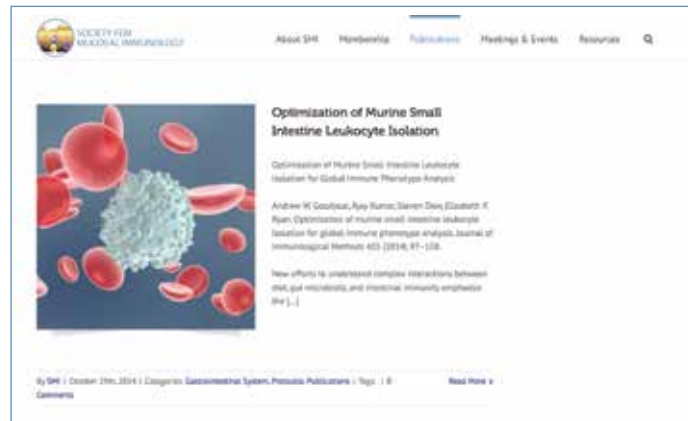 SOCIETY FOR
MUCOSAL IMMUNOLOGY
About SMI Membership Publications Meetings & Events Resources
Optimization of Murine Small
Intestine Leukocyte Isolation
Optimization of Murine Small Intestine Leukocyte
Isolation for Global Immune Phenotype Analysis
Andrew W. Goodyear, Ajay Kumar, Steven Dow, Elizabeth P.
Ryan. Optimization of murine small intestine leukocyte
isolation for global immune phenotype analysis. Journal of
Immunological Methods 405 (2014), 97–108.
New efforts to understand complex interactions between
diet, gut microbiota, and intestinal immunity emphasize
the [...]
By SMI | October 29th, 2014 | Categories: Gastrointestinal System, Protocols, Publications | Tags: | 0
Comments
Read More >